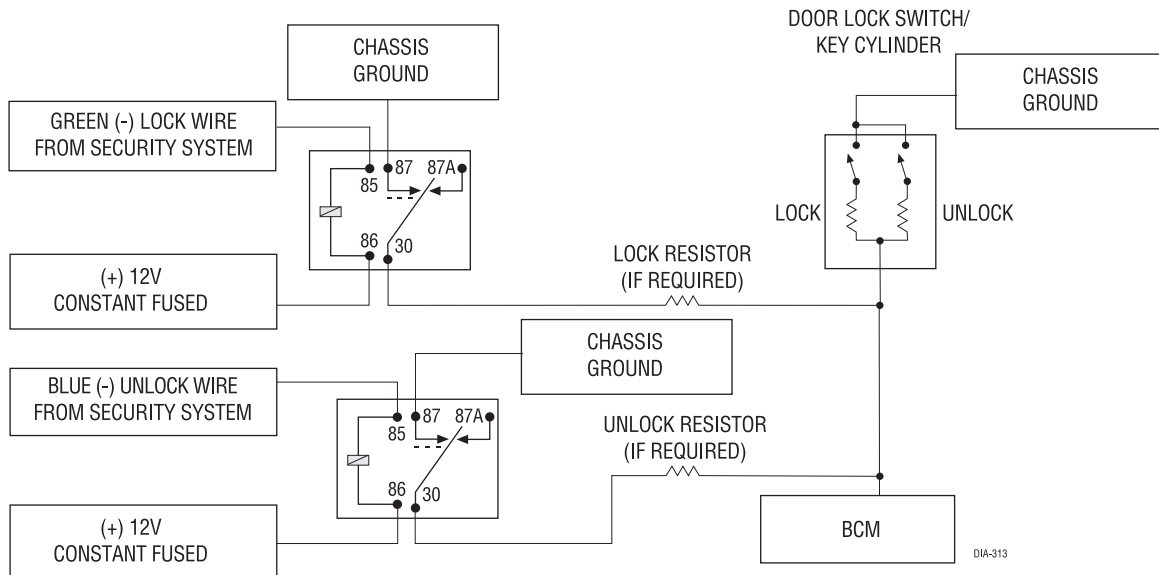 DOOR LOCK SWITCH/
KEY CYLINDER
CHASSIS
GROUND
CHASSIS
GROUND
GREEN (-) LOCK WIRE
FROM SECURITY SYSTEM
87
87A
85
86
30
LOCK
UNLOCK
(+) 12V
CONSTANT FUSED
LOCK RESISTOR
(IF REQUIRED)
CHASSIS
GROUND
BLUE (-) UNLOCK WIRE
FROM SECURITY SYSTEM
87
87A
85
86
30
UNLOCK RESISTOR
(IF REQUIRED)
(+) 12V
CONSTANT FUSED
BCM
DIA-313